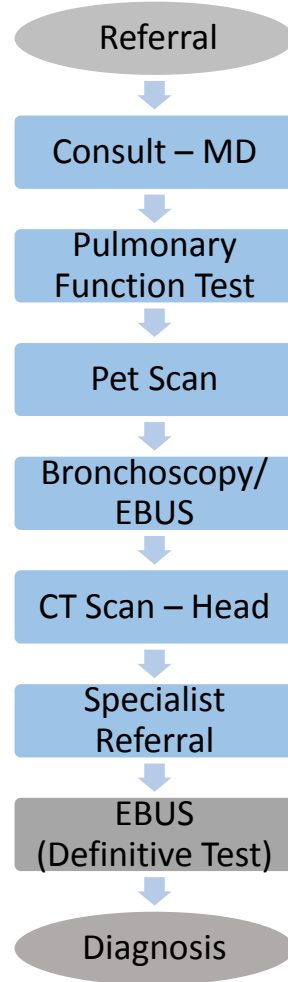 Referral
Consult – MD
Pulmonary
Function Test
Pet Scan
Bronchoscopy/
EBUS
CT Scan – Head
Specialist
Referral
EBUS
(Definitive Test)
Diagnosis